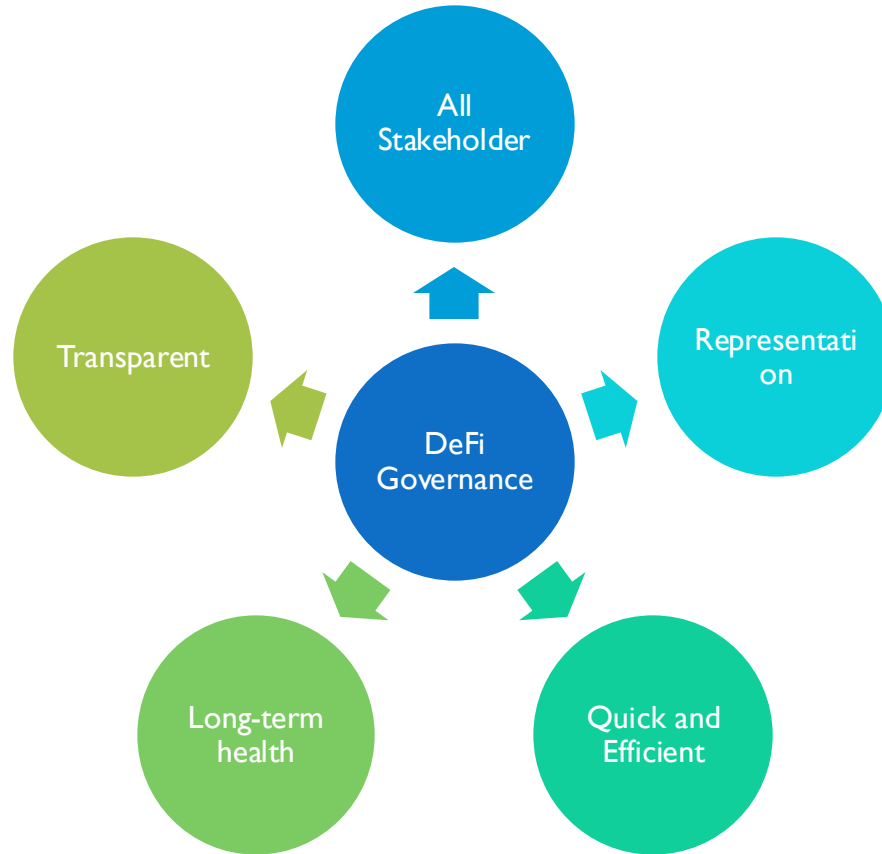 All
Stakeholder
Transparent
Representati
on
DeFi
Governance
Long-term
health
Quick and
Efficient